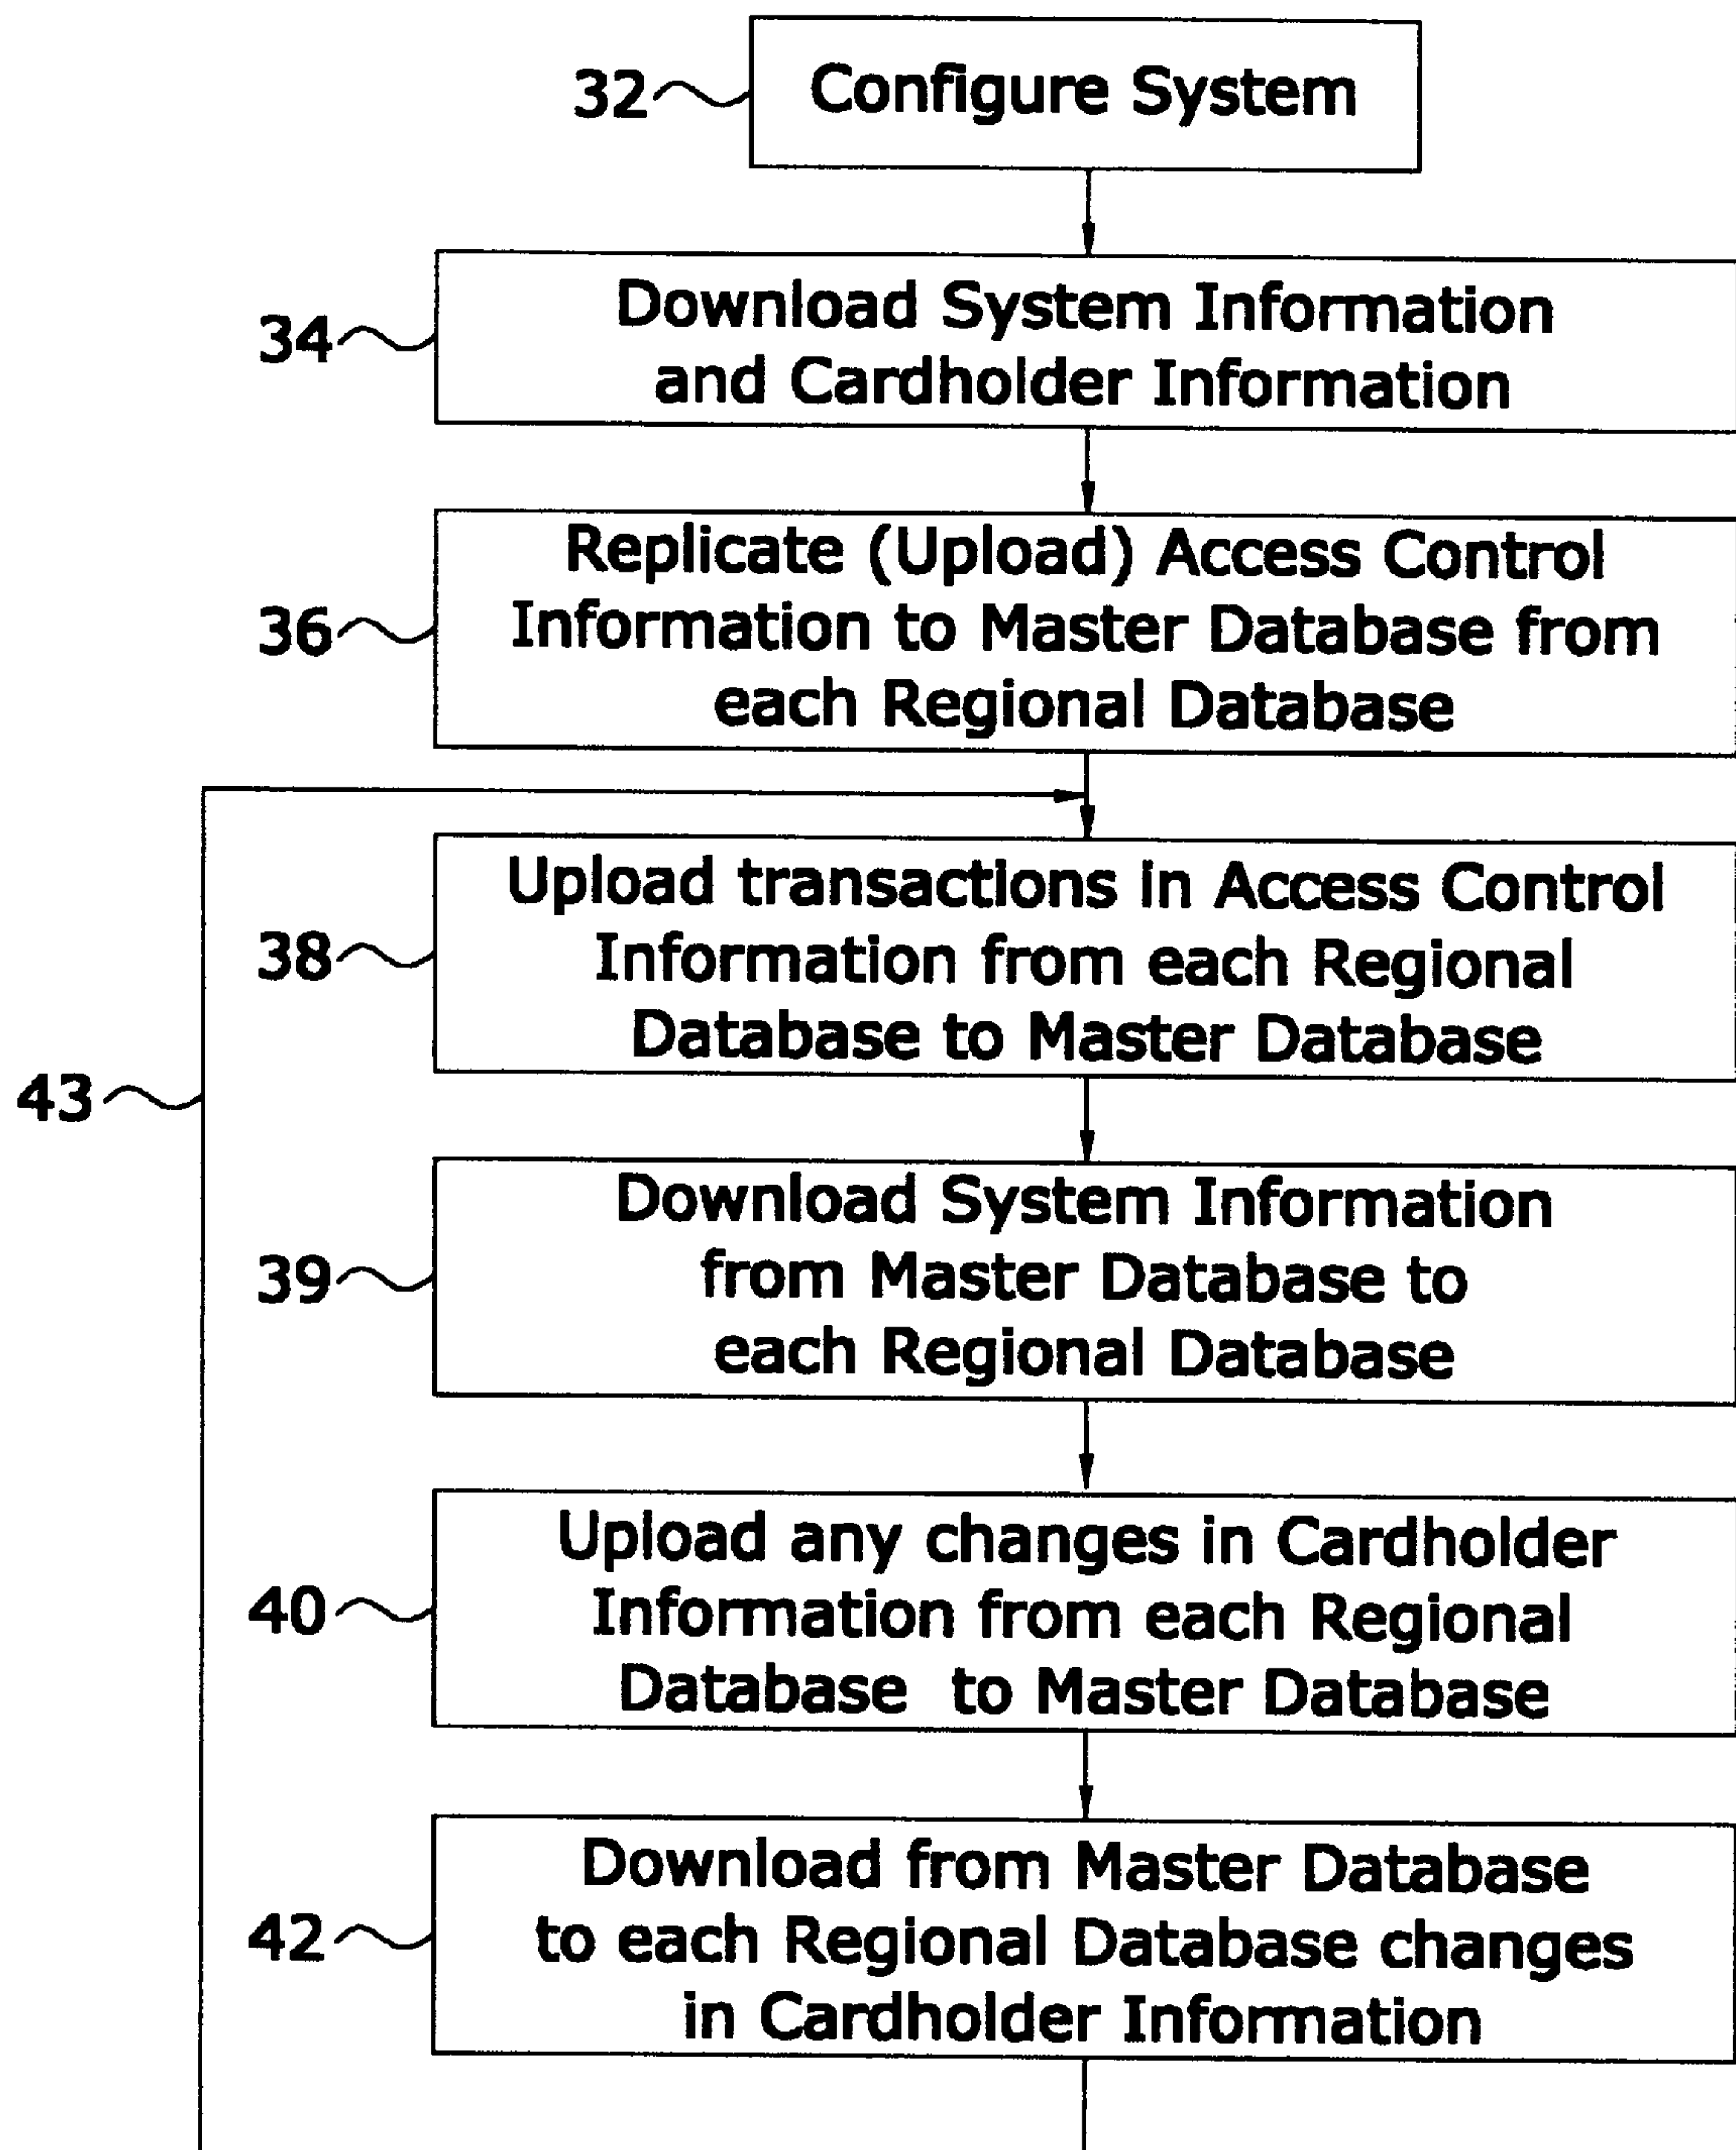 32
Configure System
34
Download System Information
and Cardholder Information
36
Replicate (Upload) Access Control
Information to Master Database from
each Regional Database
38
Upload transactions in Access Control
Information from each Regional
Database to Master Database
43
39
Download System Information
from Master Database to
each Regional Database
40
Upload any changes in Cardholder
Information from each Regional
Database to Master Database
42
Download from Master Database
to each Regional Database changes
in Cardholder Information